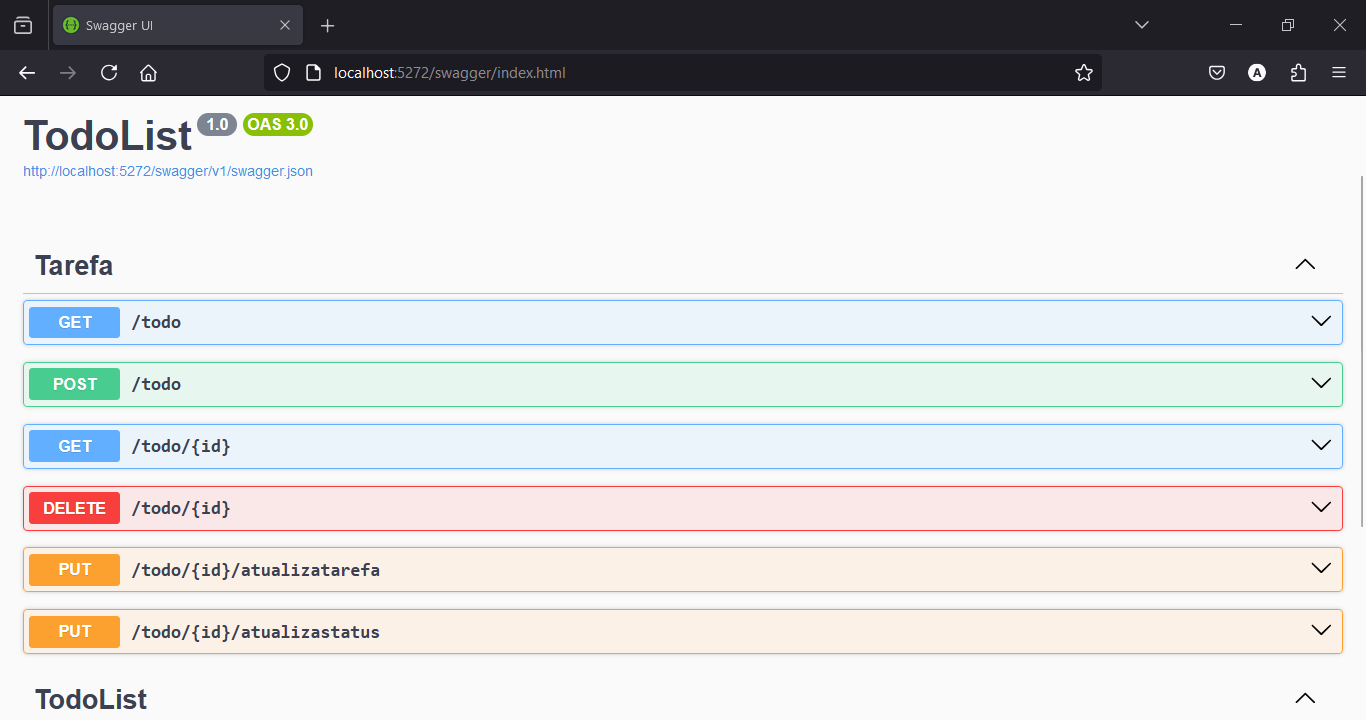 Swagger UI
localhost:5272/swagger/index.html
A
TodoList 1.0 OAS 3.0
http://localhost:5272/swagger/v1/swagger.json
Tarefa
GET /todo
POST /todo
GET /todo/{id}
DELETE /todo/{id}
PUT /todo/{id}/atualizatarefa
PUT /todo/{id}/atualizastatus
TodoList